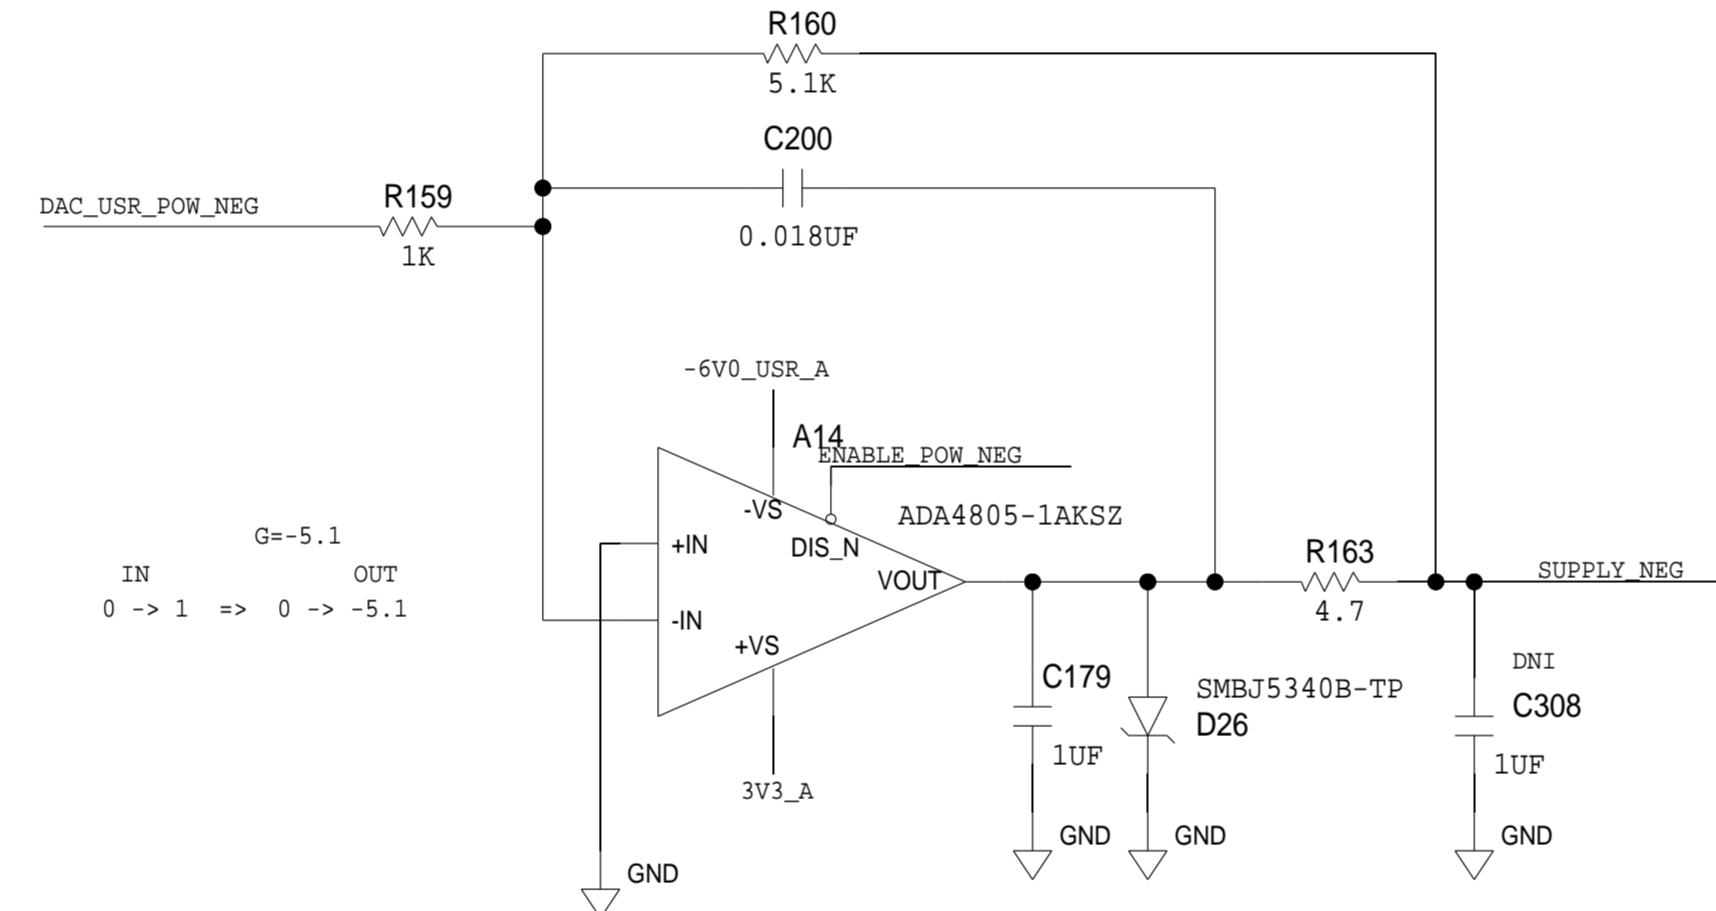 R160
5.1K
C200
0.018UF
DAC_USR_POW_NEG
R159
1K
-6V0_USR_A
A14
ENABLE_POW_NEG
-VS
DIS_N
ADA4805-1AKSZ
+IN
VOUT
-IN
+VS
3V3_A
GND
G=-5.1
IN OUT
0 -> 1 => 0 -> -5.1
R163
4.7
SUPPLY_NEG
C179
1UF
GND
SMBJ5340B-TP
D26
GND
DNI
C308
1UF
GND